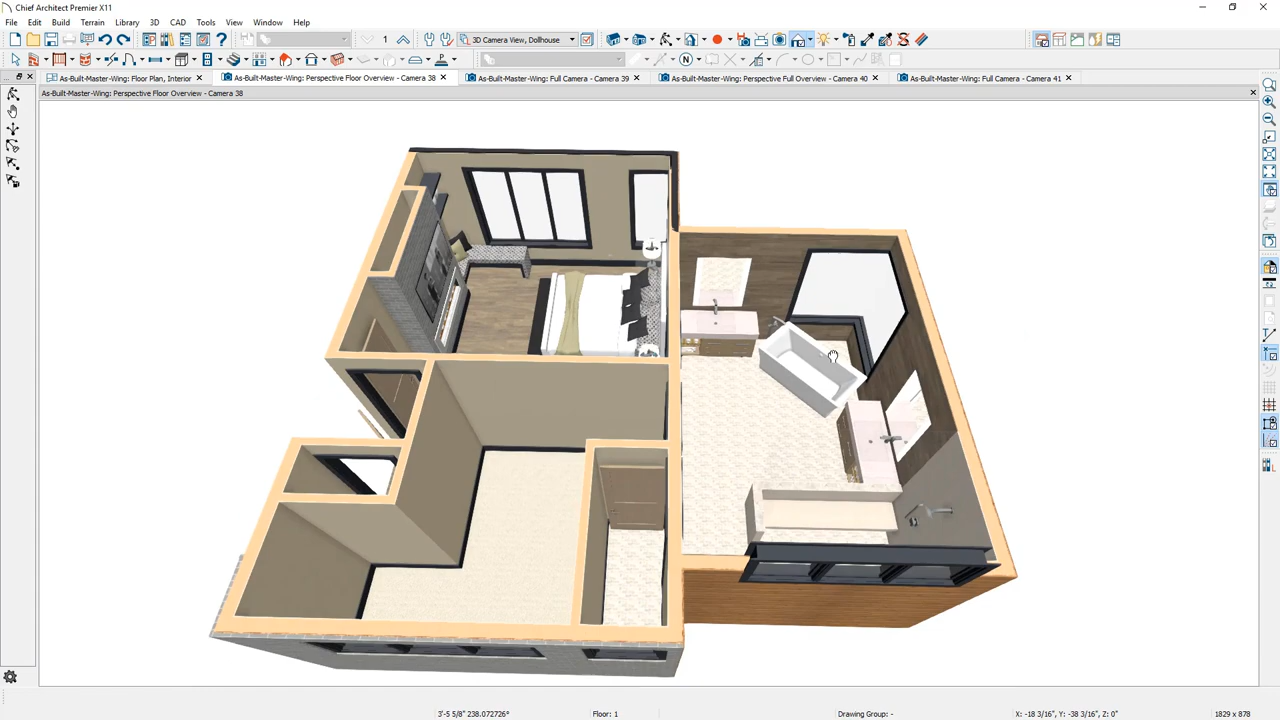 Chief Architect Premier X11
File Edit Build Terrain Library 3D CAD Tools View Window Help
1 3D Camera View, Dollhouse
N
As-Built-Master-Wing: Floor Plan, Interior As-Built-Master-Wing: Perspective Floor Overview - Camera 38 As-Built-Master-Wing: Full Camera - Camera 39 As-Built-Master-Wing: Perspective Full Overview - Camera 40 As-Built-Master-Wing: Full Camera - Camera 41
As-Built-Master-Wing: Perspective Floor Overview - Camera 38
3'-5 5/8" 238.072726° Floor: 1 Drawing Group: - X: -18 3/16", Y: -38 3/16", Z: 0" 1829 x 878